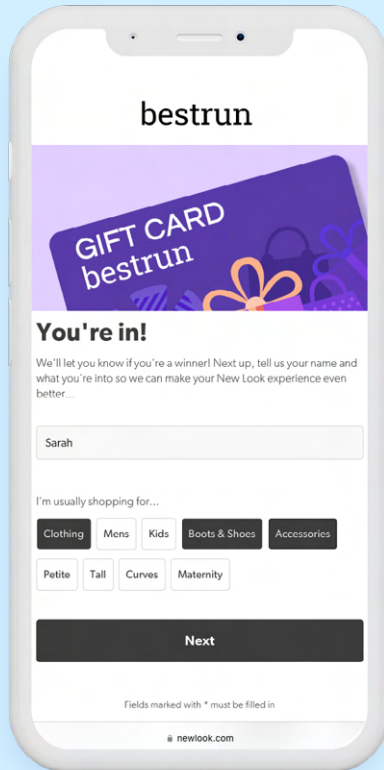 bestrun
GIFT CARD
bestrun
You're in!
We'll let you know if you're a winner! Next up, tell us your name and
what you're into so we can make your New Look experience even
better...
Sarah
I'm usually shopping for...
Clothing Mens Kids Boots & Shoes Accessories
Petite Tall Curves Maternity
Next
Fields marked with * must be filled in
newlook.com